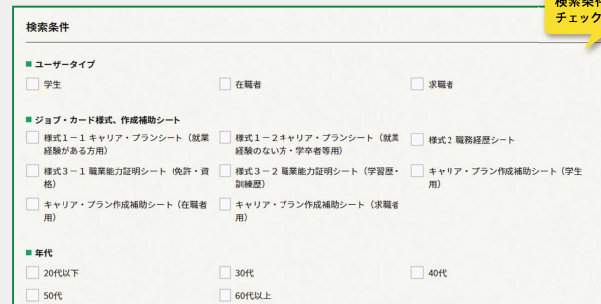 検索条件
チェック
検索条件
ユーザータイプ
学生
在職者
求職者
ジョブ・カード様式、作成補助シート
様式1－1 キャリア・プランシート（就業
経験がある方用）
様式1－2キャリア・プランシート（就業
経験のない方・学卒者等用）
様式2 職務経歴シート
様式3－1 職業能力証明シート（免許・資
格）
様式3－2 職業能力証明シート（学習歴・
訓練歴）
キャリア・プラン作成補助シート（学生
用）
キャリア・プラン作成補助シート（在職者
用）
キャリア・プラン作成補助シート（求職者
用）
年代
20代以下
30代
40代
50代
60代以上